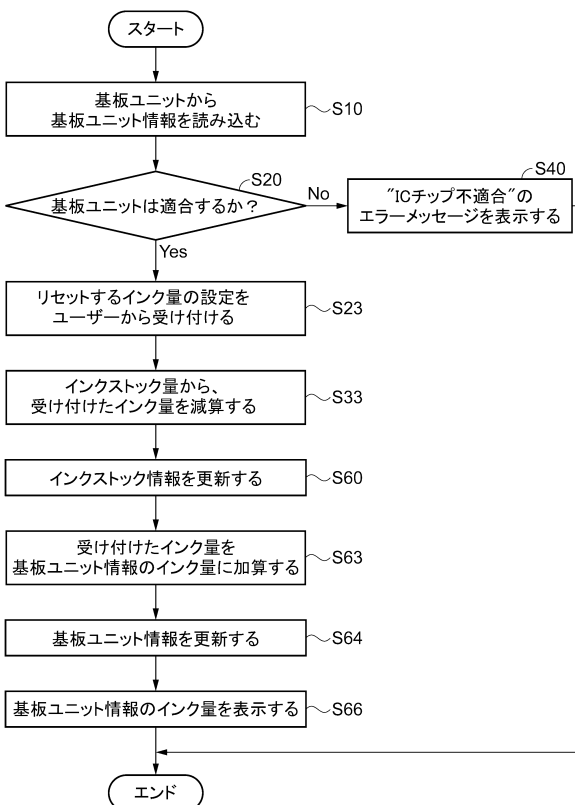 スタート
基板ユニットから
基板ユニット情報を読み込む
S10
S20
基板ユニットは適合するか？
No
S40
"ICチップ不適合"の
エラーメッセージを表示する
Yes
リセットするインク量の設定を
ユーザーから受け付ける
S23
インクストック量から、
受け付けたインク量を減算する
S33
インクストック情報を更新する
S60
受け付けたインク量を
基板ユニット情報のインク量に加算する
S63
基板ユニット情報を更新する
S64
基板ユニット情報のインク量を表示する
S66
エンド